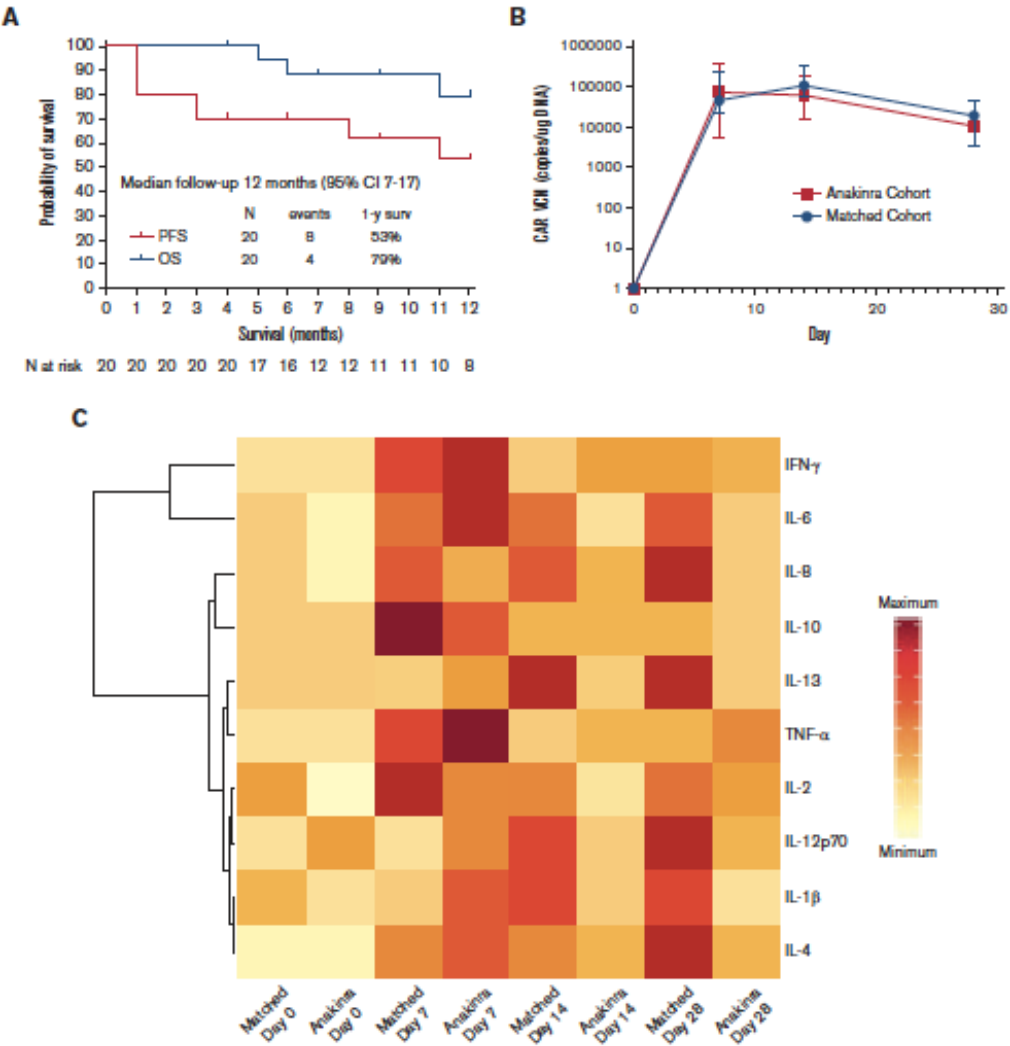 A
100
90
80
70
60
50
40
30
20
10
0
Probability of survival
Median follow-up 12 months (95% CI 7-17)
N events 1-y surv
PFS 20 8 53%
OS 20 4 79%
0 1 2 3 4 5 6 7 8 9 10 11 12
Survival (months)
N at risk 20 20 20 20 20 17 16 12 12 11 11 10 8
B
1000000
100000
10000
1000
100
10
1
CAR VCN (copies/ug DNA)
Anakinra Cohort
Matched Cohort
0 10 20 30
Day
C
IFN-γ
IL-6
IL-8
IL-10
IL-13
TNF-α
IL-2
IL-12p70
IL-1β
IL-4
Maximum
Minimum
Matched Day 0
Anakinra Day 0
Matched Day 7
Anakinra Day 7
Matched Day 14
Anakinra Day 14
Matched Day 28
Anakinra Day 28